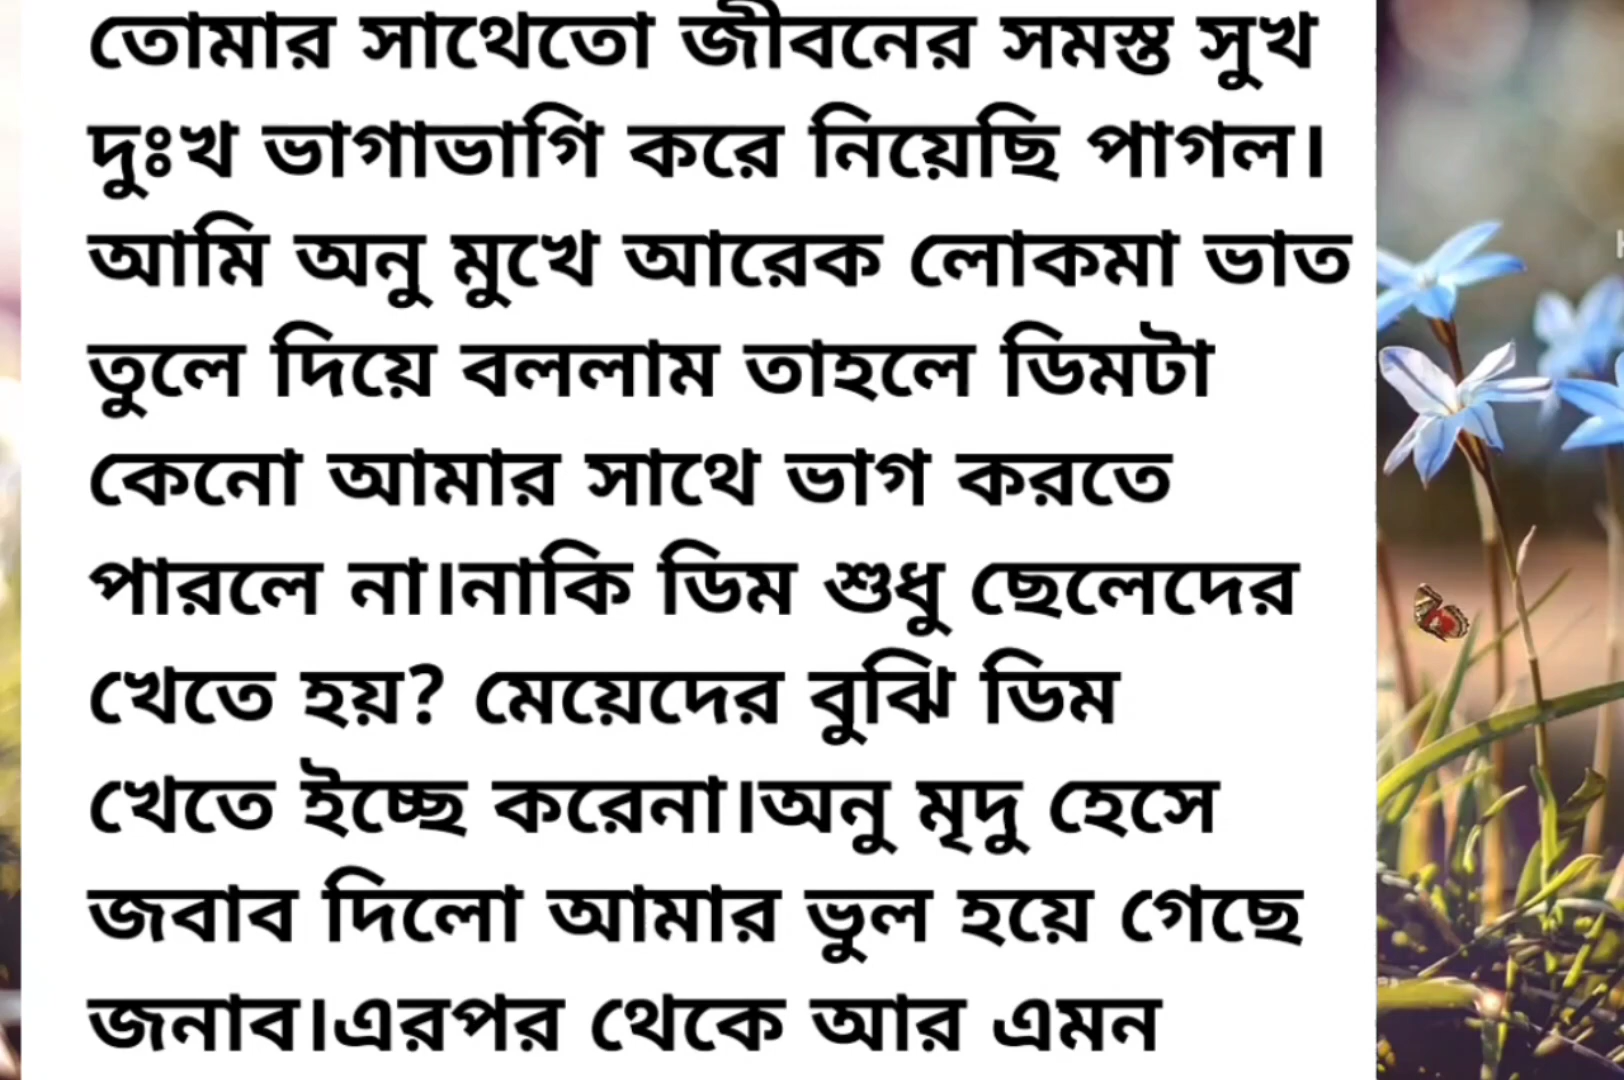 তোমার সাথেতো জীবনের সমস্ত সুখ
দুঃখ ভাগাভাগি করে নিয়েছি পাগল।
আমি অনু মুখে আরেক লোকমা ভাত
তুলে দিয়ে বললাম তাহলে ডিমটা
কেনো আমার সাথে ভাগ করতে
পারলে না।নাকি ডিম শুধু ছেলেদের
খেতে হয়? মেয়েদের বুঝি ডিম
খেতে ইচ্ছে করেনা।অনু মৃদু হেসে
জবাব দিলো আমার ভুল হয়ে গেছে
জনাব।এরপর থেকে আর এমন